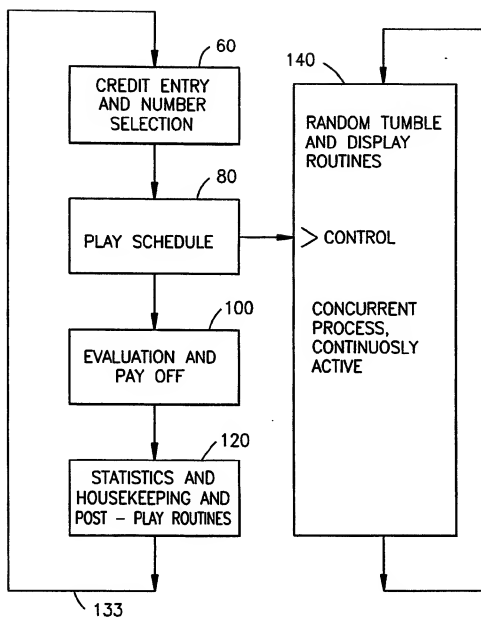 60
CREDIT ENTRY
AND NUMBER
SELECTION
80
PLAY SCHEDULE
100
EVALUATION AND
PAY OFF
120
STATISTICS AND
HOUSEKEEPING AND
POST - PLAY ROUTINES
133
140
RANDOM TUMBLE
AND DISPLAY
ROUTINES
> CONTROL
CONCURRENT
PROCESS,
CONTINUOSLY
ACTIVE